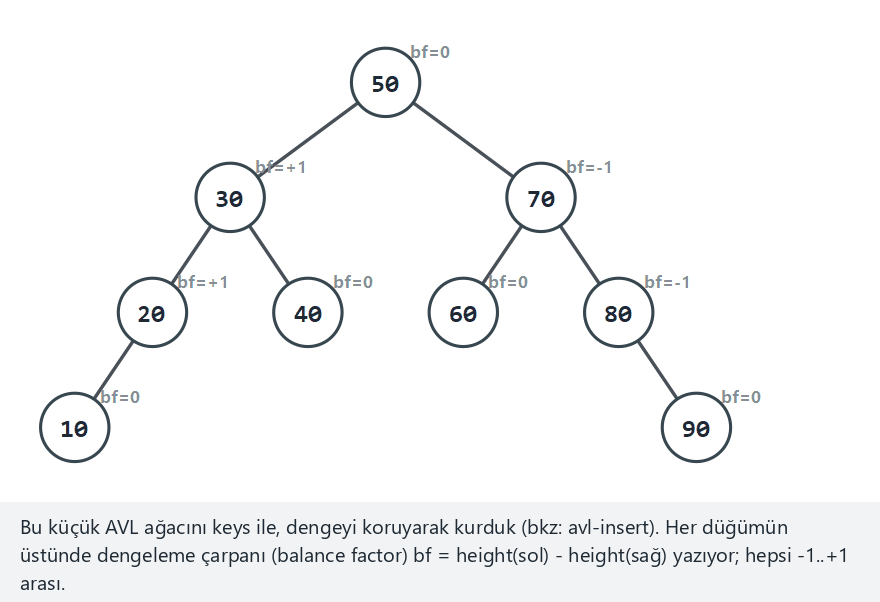 bf=0
50
bf=+1
bf=-1
30
70
bf=+1
bf=0
bf=0
bf=-1
20
40
60
80
bf=0
bf=0
10
90
Bu küçük AVL ağacını keys ile, dengeyi koruyarak kurduk (bkz: avl-insert). Her düğümün
üstünde dengeleme çarpanı (balance factor) bf = height(sol) - height(sağ) yazıyor; hepsi -1..+1
arası.